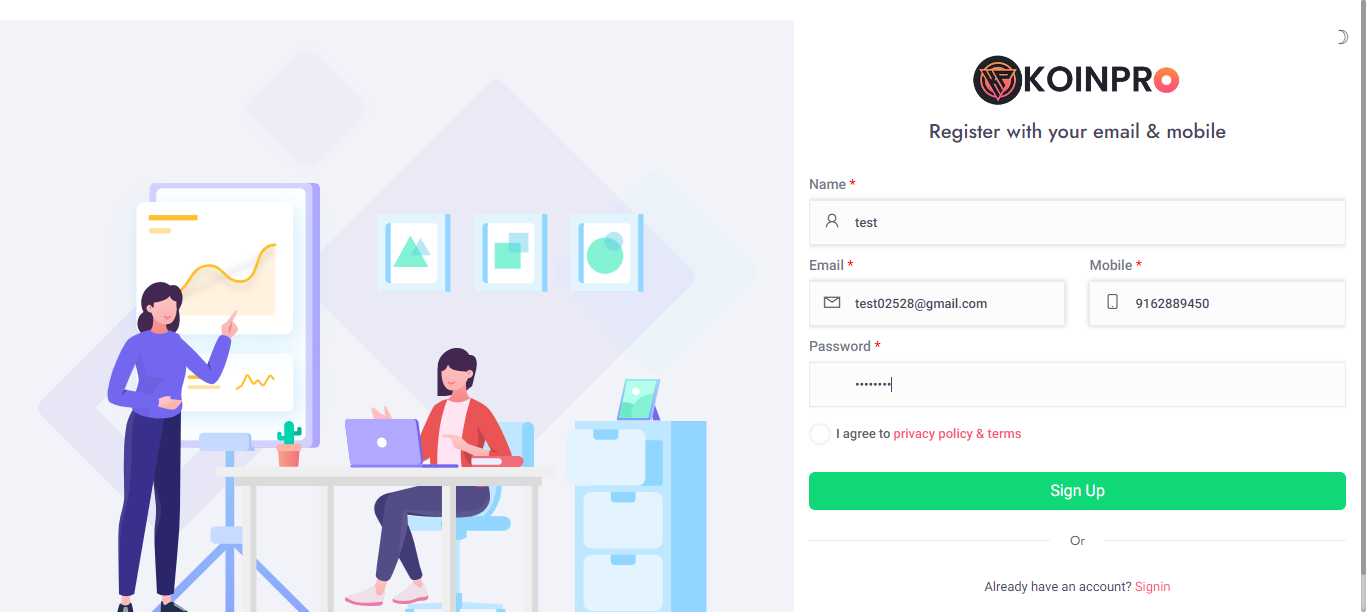 KOINPRO
Register with your email & mobile
Name *
test
Email * Mobile *
test02528@gmail.com 9162889450
Password *
••••••••
I agree to privacy policy & terms
Sign Up
Or
Already have an account? Signin